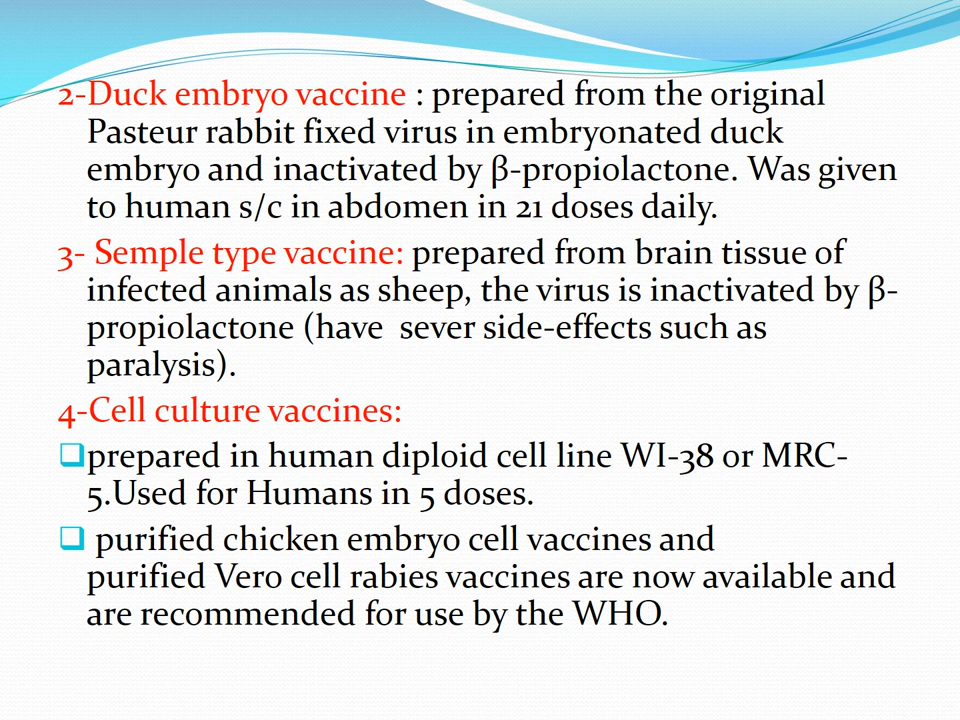 2-Duck embryo vaccine : prepared from the original
Pasteur rabbit fixed virus in embryonated duck
embryo and inactivated by β-propiolactone. Was given
to human s/c in abdomen in 21 doses daily.
3- Semple type vaccine: prepared from brain tissue of
infected animals as sheep, the virus is inactivated by β-
propiolactone (have sever side-effects such as
paralysis).
4-Cell culture vaccines:
prepared in human diploid cell line WI-38 or MRC-
5.Used for Humans in 5 doses.
purified chicken embryo cell vaccines and
purified Vero cell rabies vaccines are now available and
are recommended for use by the WHO.